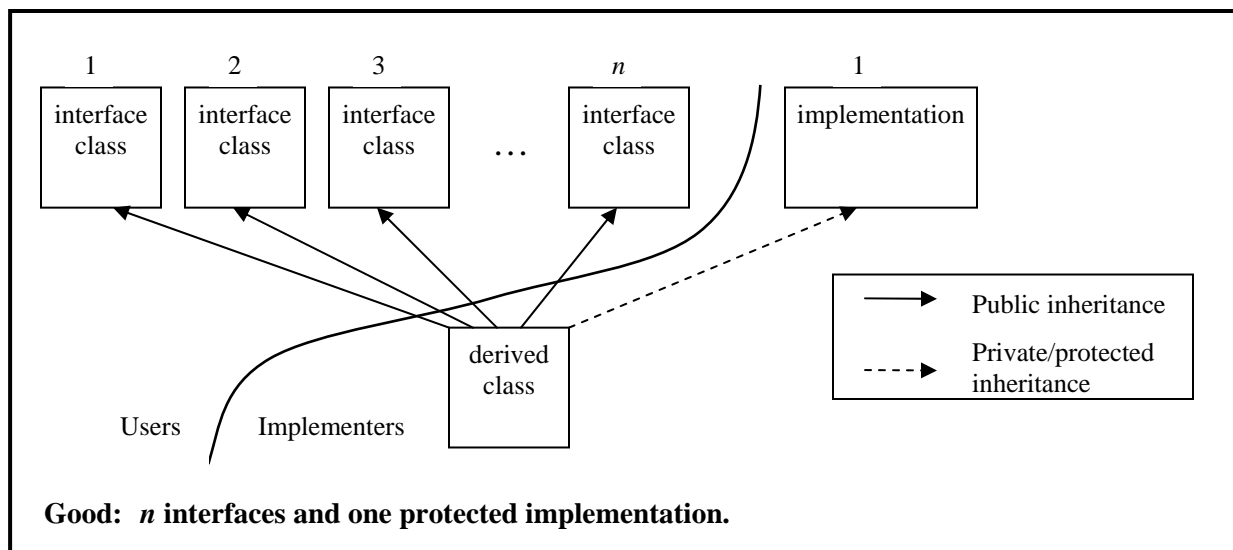 1 2 3 n 1
interface class
interface class
interface class
…
interface class
implementation
derived class
Public inheritance
Private/protected
inheritance
Users Implementers
Good: n interfaces and one protected implementation.